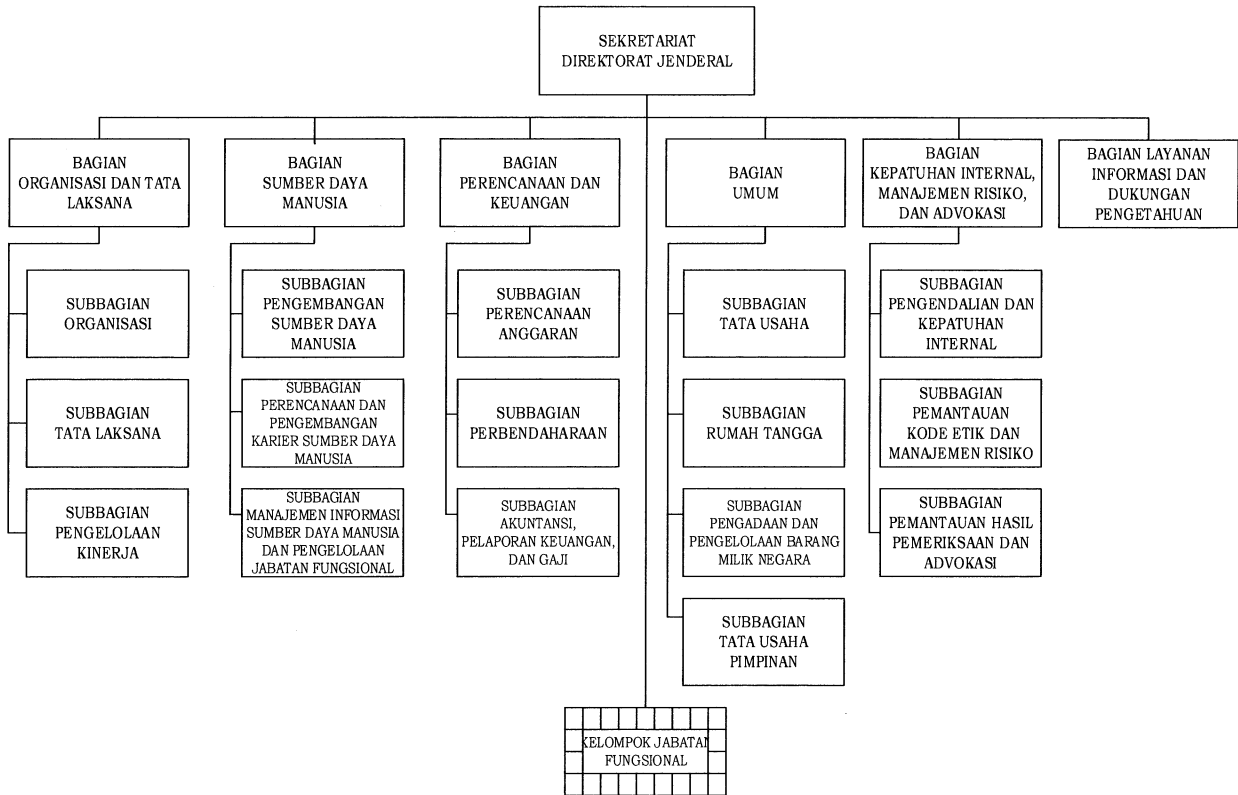 SEKRETARIAT
DIREKTORAT JENDERAL
BAGIAN
ORGANISASI DAN TATA
LAKSANA
BAGIAN
SUMBER DAYA
MANUSIA
BAGIAN
PERENCANAAN DAN
KEUANGAN
BAGIAN
UMUM
BAGIAN
KEPATUHAN INTERNAL,
MANAJEMEN RISIKO,
DAN ADVOKASI
BAGIAN LAYANAN
INFORMASI DAN
DUKUNGAN
PENGETAHUAN
SUBBAGIAN
ORGANISASI
SUBBAGIAN
PENGEMBANGAN
SUMBER DAYA
MANUSIA
SUBBAGIAN
PERENCANAAN
ANGGARAN
SUBBAGIAN
TATA USAHA
SUBBAGIAN
PENGENDALIAN DAN
KEPATUHAN
INTERNAL
SUBBAGIAN
TATA LAKSANA
SUBBAGIAN
PERENCANAAN DAN
PENGEMBANGAN
KARIER SUMBER DAYA
MANUSIA
SUBBAGIAN
PERBENDAHARAAN
SUBBAGIAN
RUMAH TANGGA
SUBBAGIAN
PEMANTAUAN
KODE ETIK DAN
MANAJEMEN RISIKO
SUBBAGIAN
PENGELOLAAN
KINERJA
SUBBAGIAN
MANAJEMEN INFORMASI
SUMBER DAYA MANUSIA
DAN PENGELOLAAN
JABATAN FUNGSIONAL
SUBBAGIAN
AKUNTANSI,
PELAPORAN KEUANGAN,
DAN GAJI
SUBBAGIAN
PENGADAAN DAN
PENGELOLAAN BARANG
MILIK NEGARA
SUBBAGIAN
PEMANTAUAN HASIL
PEMERIKSAAN DAN
ADVOKASI
SUBBAGIAN
TATA USAHA
PIMPINAN
KELOMPOK JABATAN
FUNGSIONAL